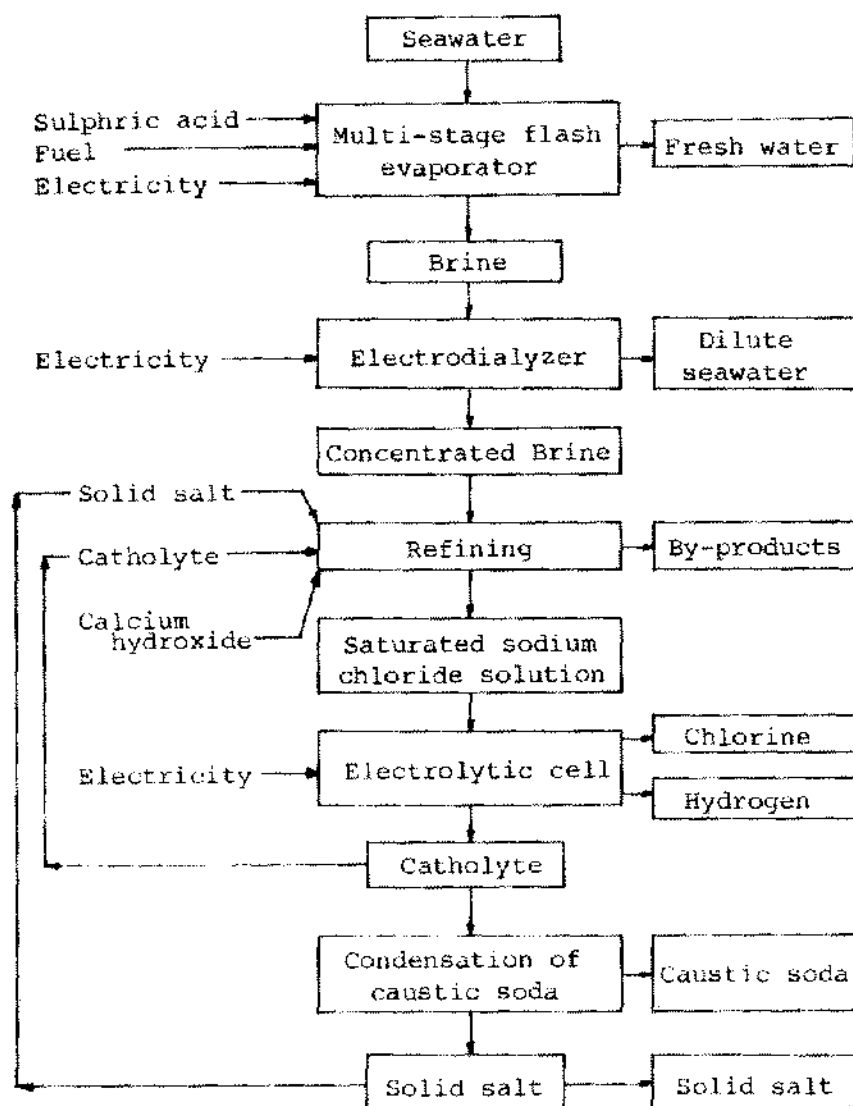 Seawater
Sulphric acid
Fuel
Electricity
Multi-stage flash
evaporator
Fresh water
Brine
Electricity
Electrodialyzer
Dilute
seawater
Concentrated Brine
Solid salt
Catholyte
Calcium
hydroxide
Refining
By-products
Saturated sodium
chloride solution
Electricity
Electrolytic cell
Chlorine
Hydrogen
Catholyte
Condensation of
caustic soda
Caustic soda
Solid salt
Solid salt